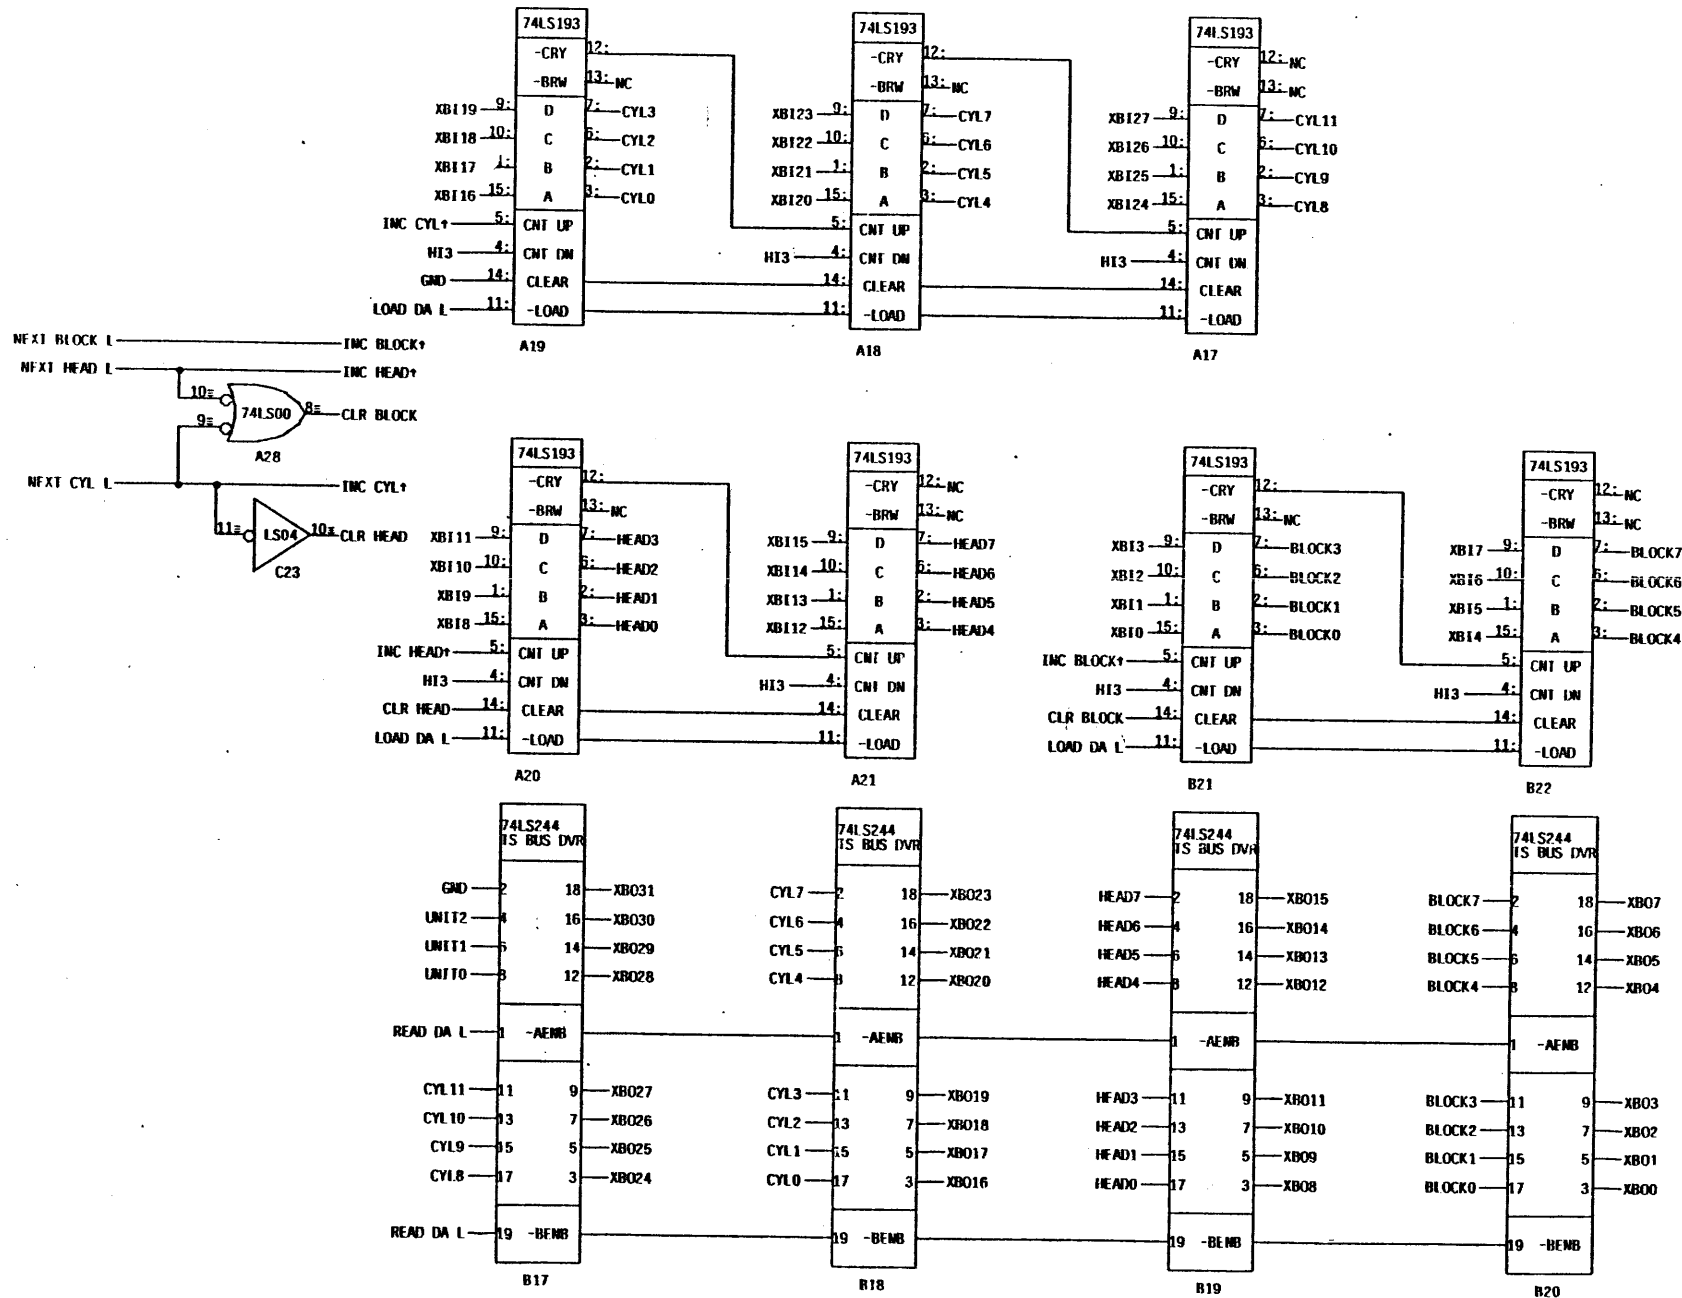 74LS193
-CRY 12:
-BRW 13: NC
XBI19 9: D 7: CYL3
XBI18 10: C 6: CYL2
XBI17 1: B 2: CYL1
XBI16 15: A 3: CYL0
INC CYL↑ 5: CNT UP
HI3 4: CNT DN
GND 14: CLEAR
LOAD DA L 11: -LOAD
A19
74LS193
-CRY 12:
-BRW 13: NC
XBI23 9: D 7: CYL7
XBI22 10: C 6: CYL6
XBI21 1: B 2: CYL5
XBI20 15: A 3: CYL4
5: CNT UP
HI3 4: CNT DN
14: CLEAR
11: -LOAD
A18
74LS193
-CRY 12: NC
-BRW 13: NC
XBI27 9: D 7: CYL11
XBI26 10: C 6: CYL10
XBI25 1: B 2: CYL9
XBI24 15: A 3: CYL8
5: CNT UP
HI3 4: CNT DN
14: CLEAR
11: -LOAD
A17
NEXT BLOCK L INC BLOCK↑
NEXT HEAD L INC HEAD↑
10= 74LS00 8= CLR BLOCK
9=
A28
NEXT CYL L INC CYL↑
11= LS04 10= CLR HEAD
C23
74LS193
-CRY 12:
-BRW 13: NC
XBI11 9: D 7: HEAD3
XBI10 10: C 6: HEAD2
XBI9 1: B 2: HEAD1
XBI8 15: A 3: HEAD0
INC HEAD↑ 5: CNT UP
HI3 4: CNT DN
CLR HEAD 14: CLEAR
LOAD DA L 11: -LOAD
A20
74LS193
-CRY 12: NC
-BRW 13: NC
XBI15 9: D 7: HEAD7
XBI14 10: C 6: HEAD6
XBI13 1: B 2: HEAD5
XBI12 15: A 3: HEAD4
5: CNT UP
HI3 4: CNT DN
14: CLEAR
11: -LOAD
A21
74LS193
-CRY 12:
-BRW 13: NC
XBI3 9: D 7: BLOCK3
XBI2 10: C 6: BLOCK2
XBI1 1: B 2: BLOCK1
XBI0 15: A 3: BLOCK0
INC BLOCK↑ 5: CNT UP
HI3 4: CNT DN
CLR BLOCK 14: CLEAR
LOAD DA L 11: -LOAD
B21
74LS193
-CRY 12: NC
-BRW 13: NC
XBI7 9: D 7: BLOCK7
XBI6 10: C 6: BLOCK6
XBI5 1: B 2: BLOCK5
XBI4 15: A 3: BLOCK4
5: CNT UP
HI3 4: CNT DN
14: CLEAR
11: -LOAD
B22
74LS244
TS BUS DVR
GND 2 18 XBO31
UNIT2 4 16 XBO30
UNIT1 6 14 XBO29
UNIT0 8 12 XBO28
READ DA L 1 -AENB
CYL11 11 9 XBO27
CYL10 13 7 XBO26
CYL9 15 5 XBO25
CYL8 17 3 XBO24
READ DA L 19 -BENB
B17
74LS244
TS BUS DVR
CYL7 2 18 XBO23
CYL6 4 16 XBO22
CYL5 6 14 XBO21
CYL4 8 12 XBO20
1 -AENB
CYL3 11 9 XBO19
CYL2 13 7 XBO18
CYL1 15 5 XBO17
CYL0 17 3 XBO16
19 -BENB
B18
74LS244
TS BUS DVR
HEAD7 2 18 XBO15
HEAD6 4 16 XBO14
HEAD5 6 14 XBO13
HEAD4 8 12 XBO12
1 -AENB
HEAD3 11 9 XBO11
HEAD2 13 7 XBO10
HEAD1 15 5 XBO9
HEAD0 17 3 XBO8
19 -BENB
B19
74LS244
TS BUS DVR
BLOCK7 2 18 XBO7
BLOCK6 4 16 XBO6
BLOCK5 6 14 XBO5
BLOCK4 8 12 XBO4
1 -AENB
BLOCK3 11 9 XBO3
BLOCK2 13 7 XBO2
BLOCK1 15 5 XBO1
BLOCK0 17 3 XBO0
19 -BENB
B20